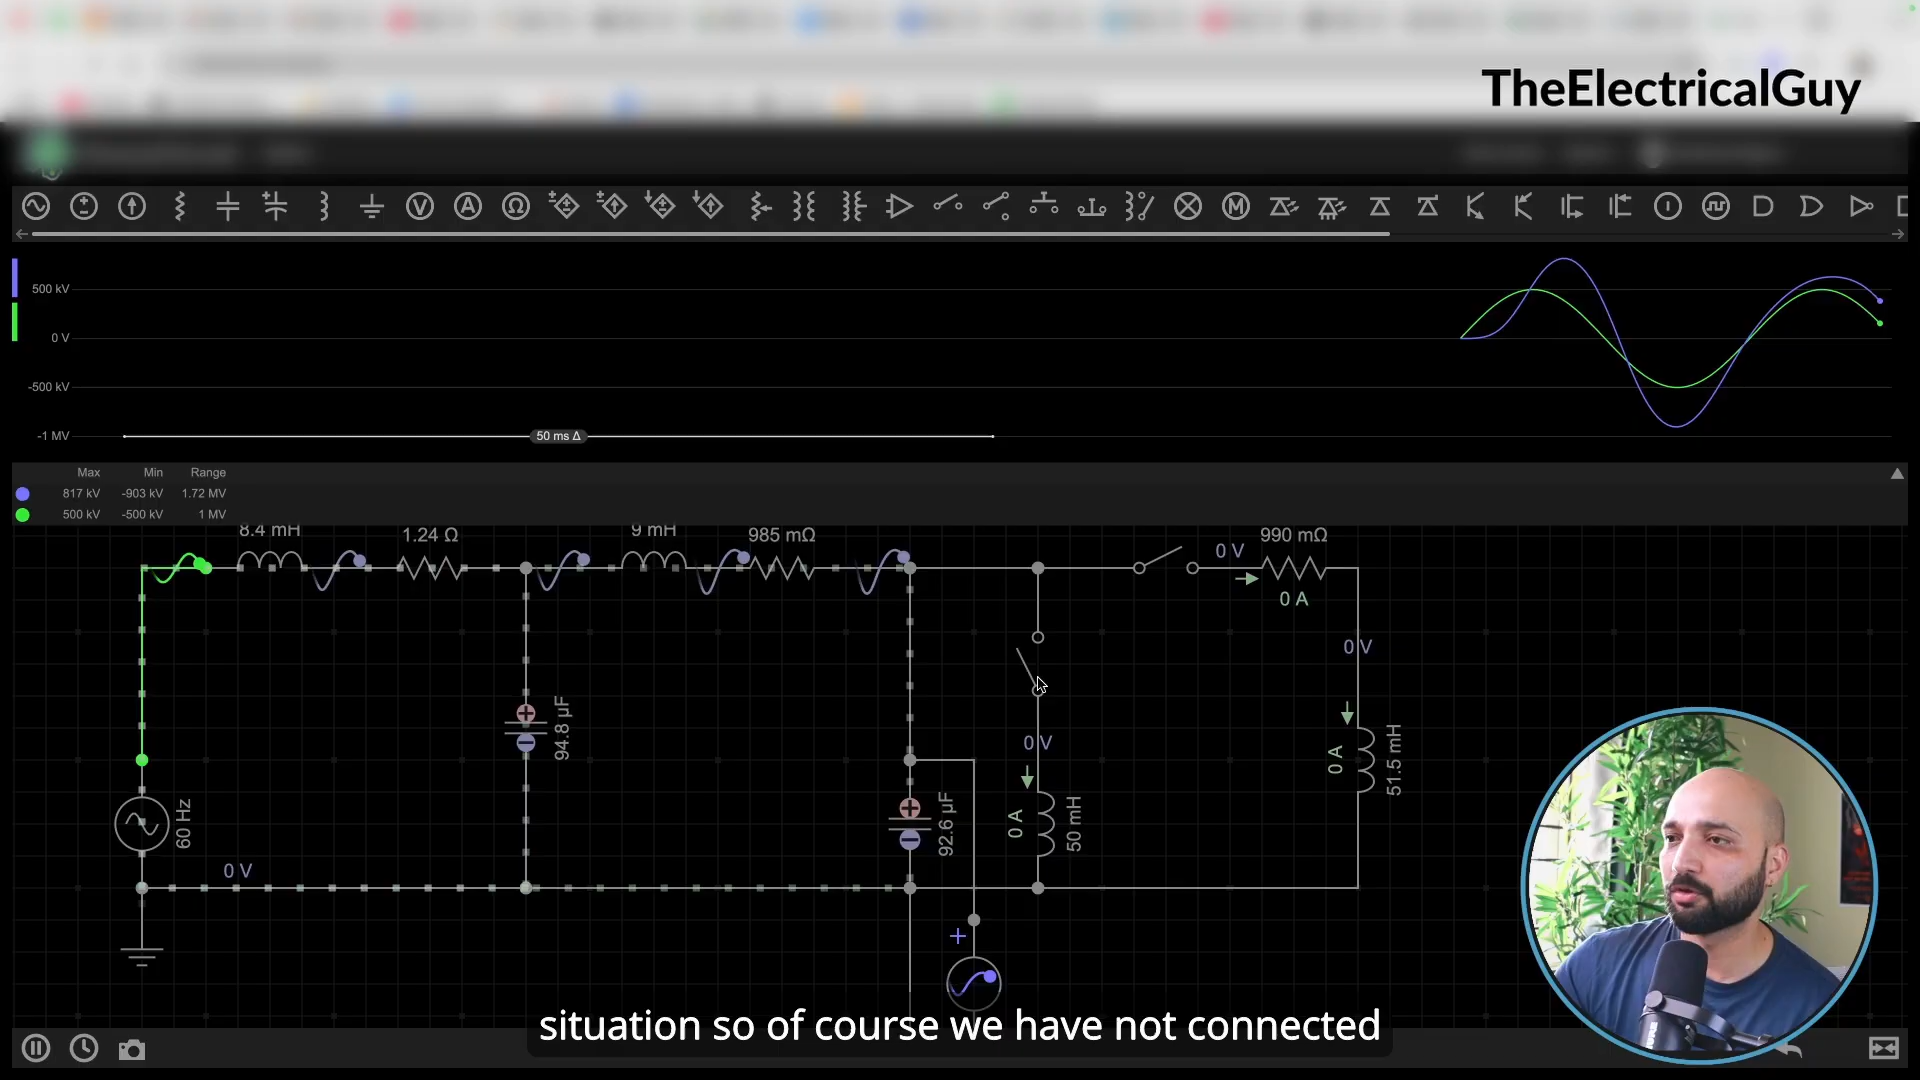 TheElectricalGuy
500 kV
0 V
-500 kV
-1 MV
50 ms Δ
Max Min Range
817 kV -903 kV 1.72 MV
500 kV -500 kV 1 MV
8.4 mH
1.24 Ω
9 mH
985 mΩ
0 V
990 mΩ
0 A
0 V
94.8 µF
0 V
51.5 mH
0 A
60 Hz
92.6 µF
0 A
50 mH
0 V
situation so of course we have not connected